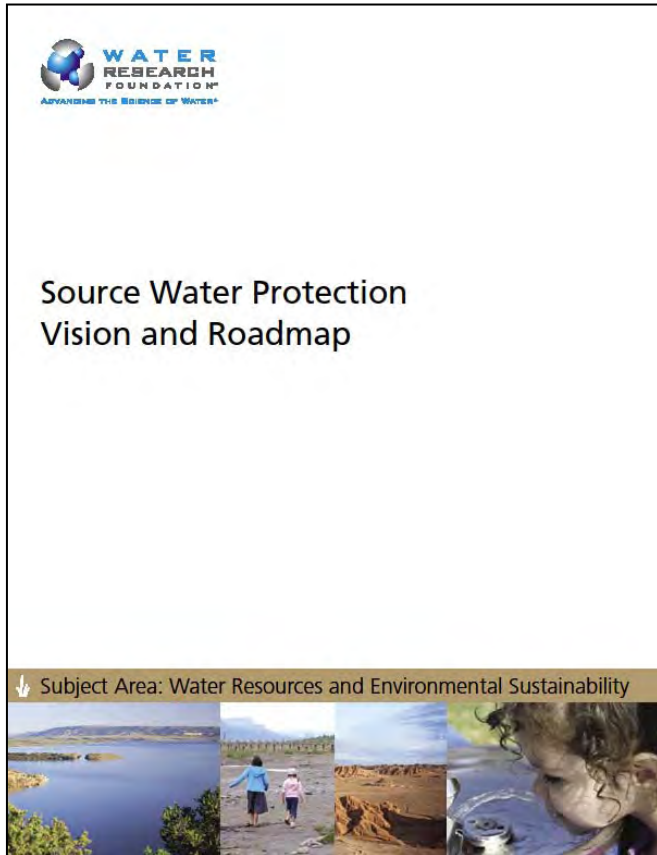 WATER
RESEARCH
FOUNDATION®
ADVANCING THE SCIENCE OF WATER®
Source Water Protection
Vision and Roadmap
Subject Area: Water Resources and Environmental Sustainability